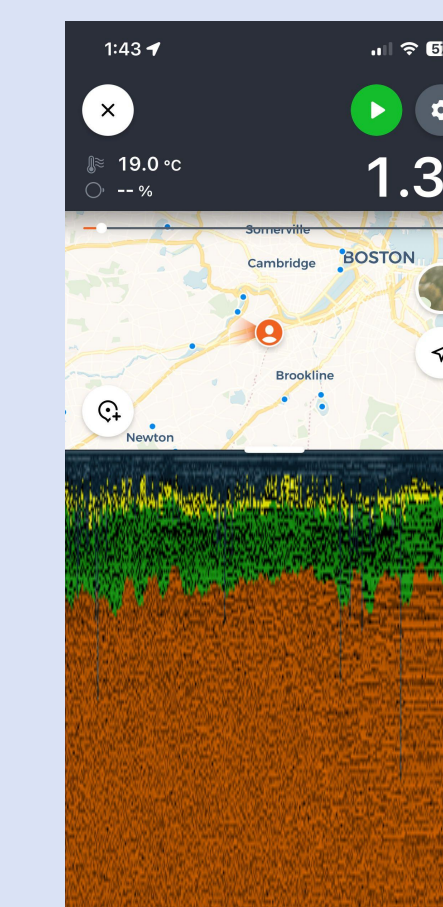 1:43
19.0 °C
-- %
1.3
Somerville
Cambridge
BOSTON
Brookline
Newton